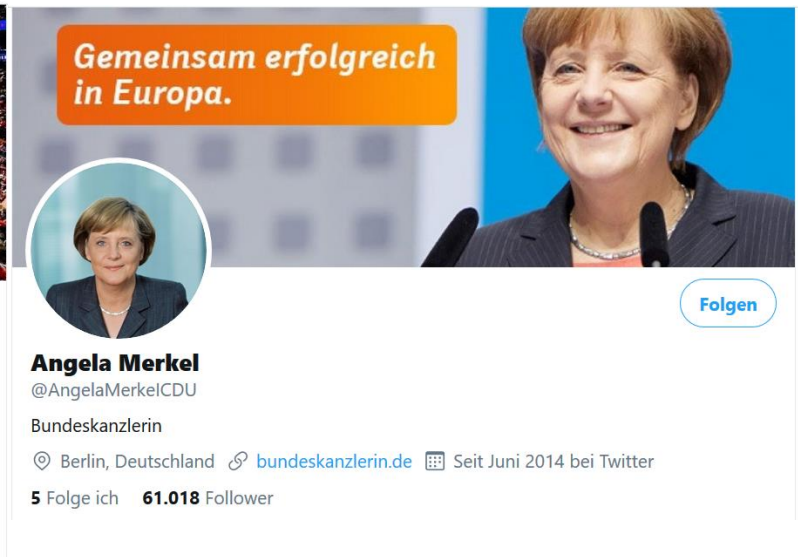 Gemeinsam erfolgreich
in Europa.
Folgen
Angela Merkel
@AngelaMerkeICDU
Bundeskanzlerin
Berlin, Deutschland bundeskanzlerin.de Seit Juni 2014 bei Twitter
5 Folge ich 61.018 Follower